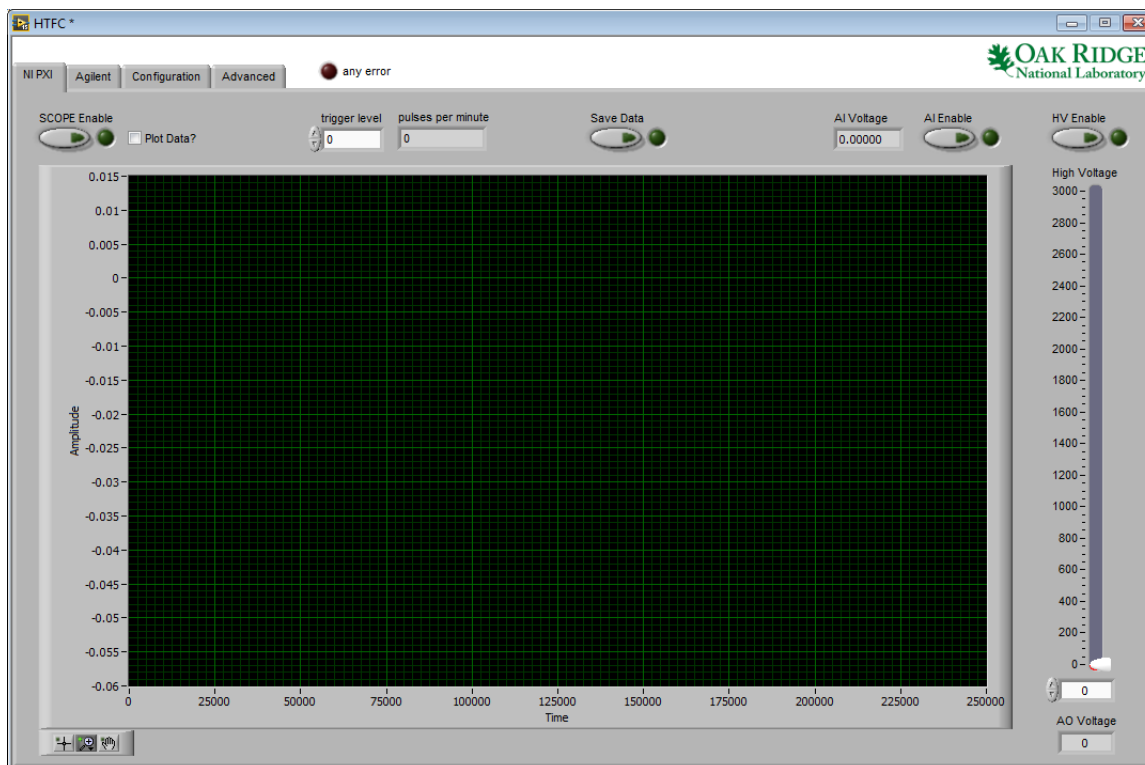 HTFC *
OAK RIDGE
National Laboratory
NI PXI
Agilent
Configuration
Advanced
any error
SCOPE Enable
Plot Data?
trigger level
0
pulses per minute
0
Save Data
AI Voltage
0.00000
AI Enable
HV Enable
High Voltage
3000
2800
2600
2400
2200
2000
1800
1600
1400
1200
1000
800
600
400
200
0
0
AO Voltage
0
Amplitude
0.015
0.01
0.005
0
-0.005
-0.01
-0.015
-0.02
-0.025
-0.03
-0.035
-0.04
-0.045
-0.05
-0.055
-0.06
0 25000 50000 75000 100000 125000 150000 175000 200000 225000 250000
Time